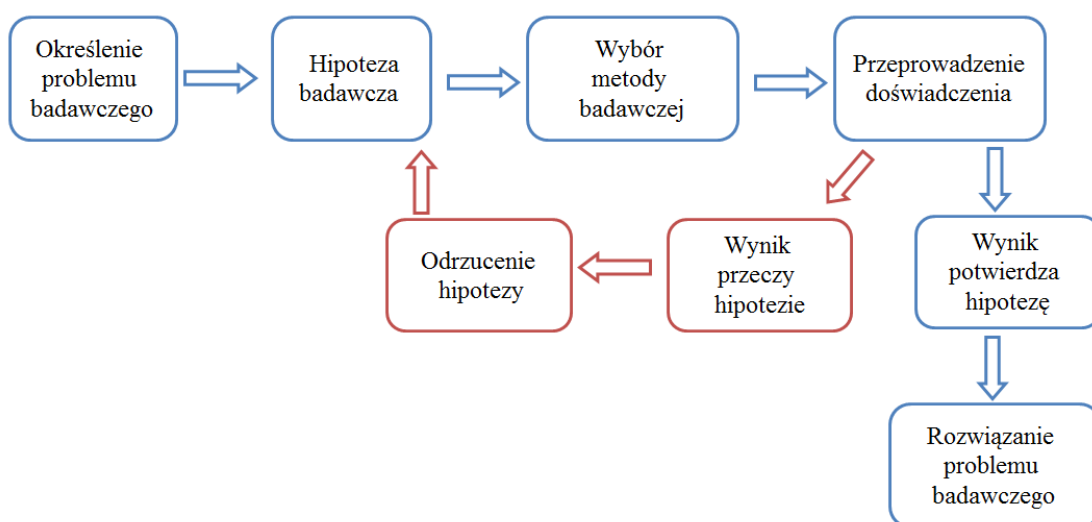 Określenie
problemu
badawczego
Hipoteza
badawcza
Wybór
metody
badawczej
Przeprowadzenie
doświadczenia
Odrzucenie
hipotezy
Wynik
przeczy
hipotezie
Wynik
potwierdza
hipotezę
Rozwiązanie
problemu
badawczego